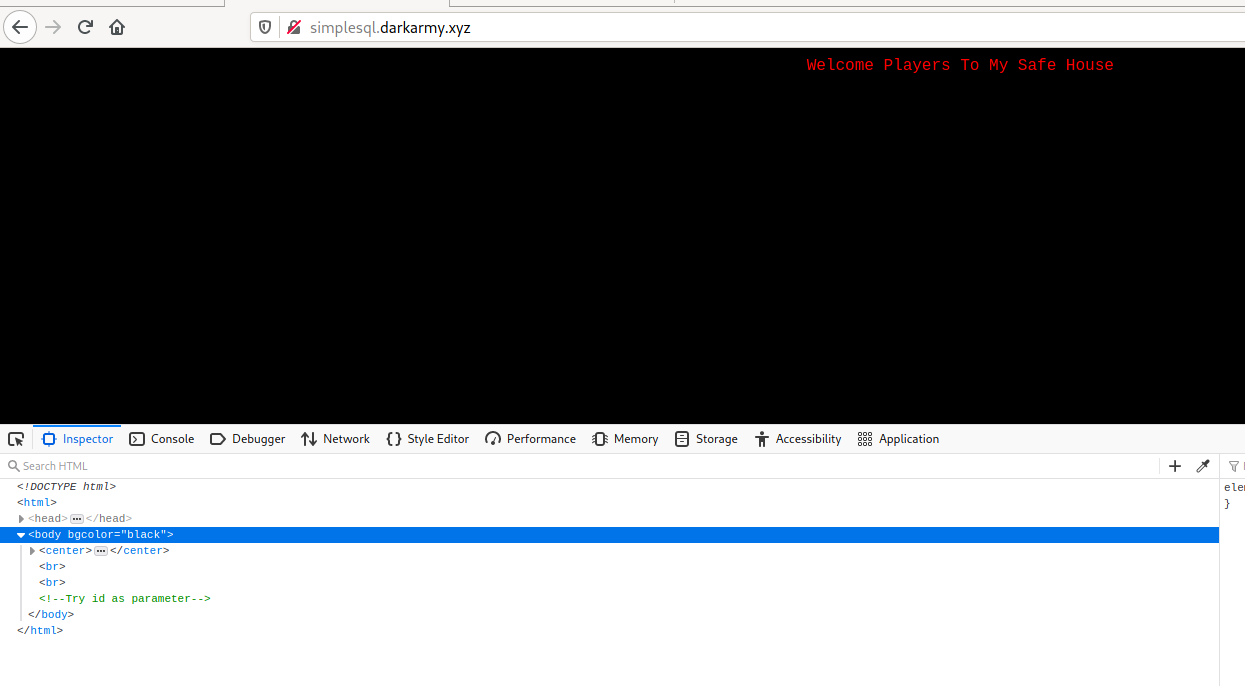 simplesql.darkarmy.xyz
Welcome Players To My Safe House
Inspector Console Debugger Network Style Editor Performance Memory Storage Accessibility Application
Search HTML
<!DOCTYPE html>
<html>
<head> ••• </head>
<body bgcolor="black">
<center> ••• </center>
<br>
<br>
<!--Try id as parameter-->
</body>
</html>
elem
}